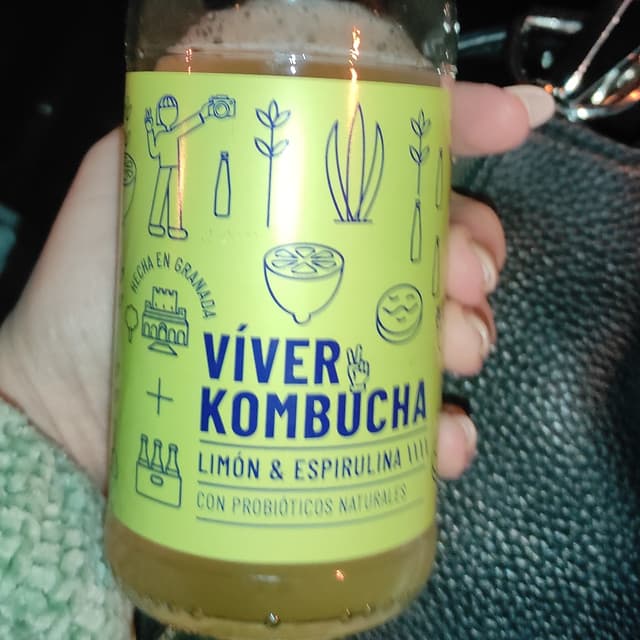 HECHA EN GRANADA
VÍVER
KOMBUCHA
LIMÓN & ESPIRULINA
CON PROBIÓTICOS NATURALES